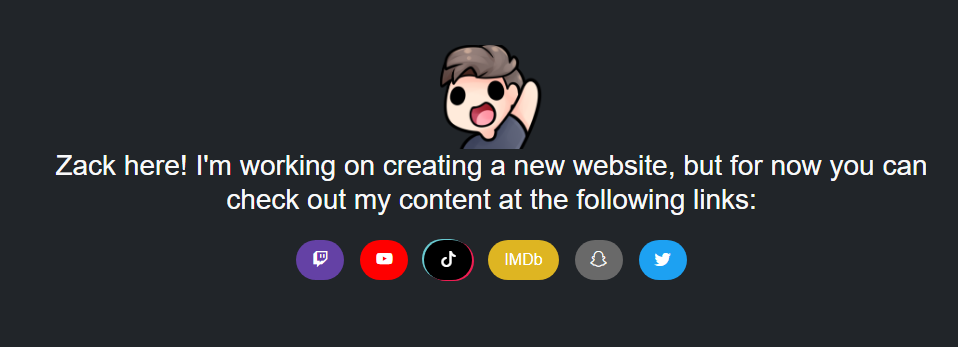 Zack here! I'm working on creating a new website, but for now you can
check out my content at the following links:
IMDb